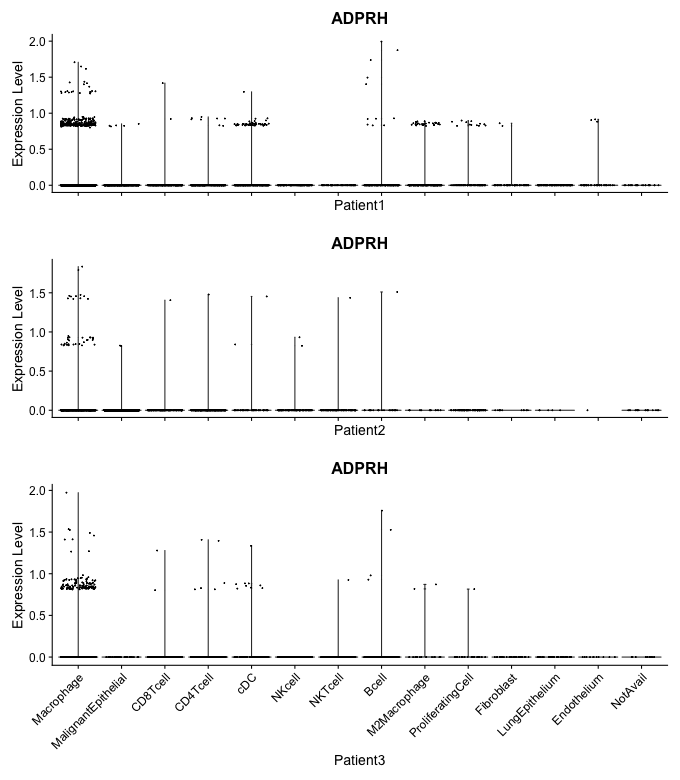 ADPRH
Expression Level
2.0
1.5
1.0
0.5
0.0
Patient1
ADPRH
Expression Level
1.5
1.0
0.5
0.0
Patient2
ADPRH
Expression Level
2.0
1.5
1.0
0.5
0.0
Macrophage
MalignantEpithelial
CD8Tcell
CD4Tcell
cDC
NKcell
NKTcell
Bcell
M2Macrophage
ProliferatingCell
Fibroblast
LungEpithelium
Endothelium
NotAvail
Patient3